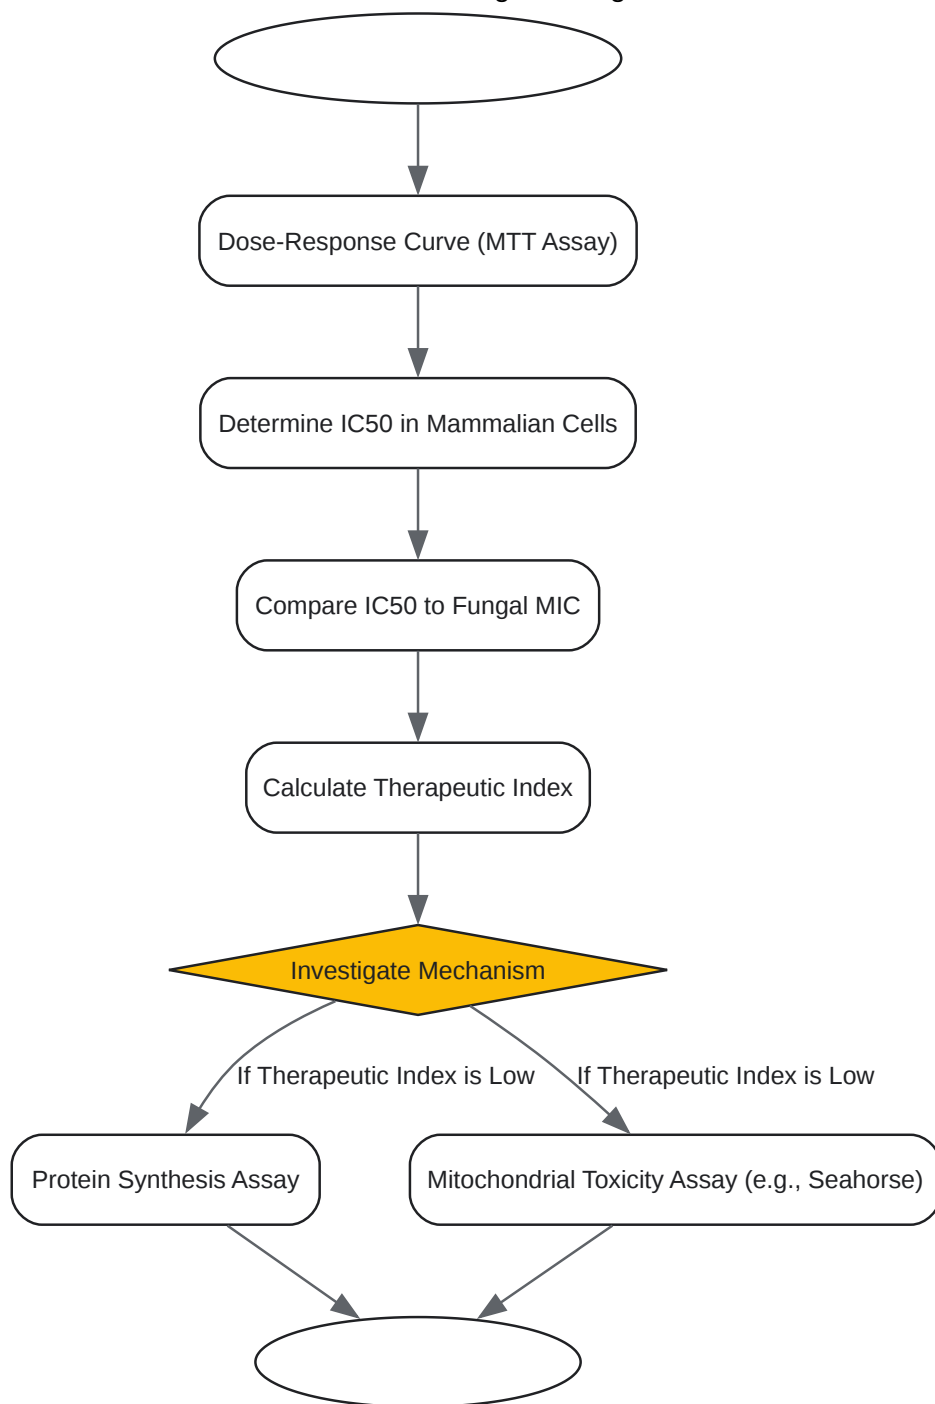 Dose-Response Curve (MTT Assay)
Determine IC50 in Mammalian Cells
Compare IC50 to Fungal MIC
Calculate Therapeutic Index
Investigate Mechanism
If Therapeutic Index is Low
If Therapeutic Index is Low
Protein Synthesis Assay
Mitochondrial Toxicity Assay (e.g., Seahorse)